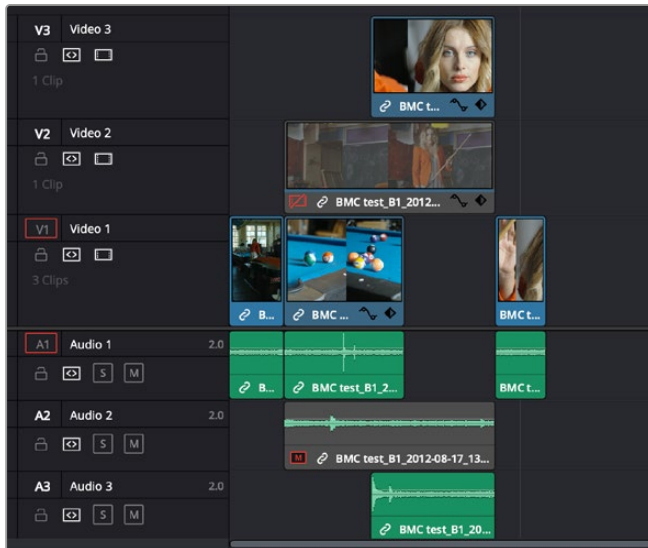 V3 Video 3
1 Clip
BMC t...
V2 Video 2
1 Clip
BMC test_B1_2012...
V1 Video 1
3 Clips
B...
BMC ...
BMC t...
A1 Audio 1 2.0
S M
B...
BMC test_B1_2...
BMC t...
A2 Audio 2 2.0
S M
M
BMC test_B1_2012-08-17_13...
A3 Audio 3 2.0
S M
BMC test_B1_20...